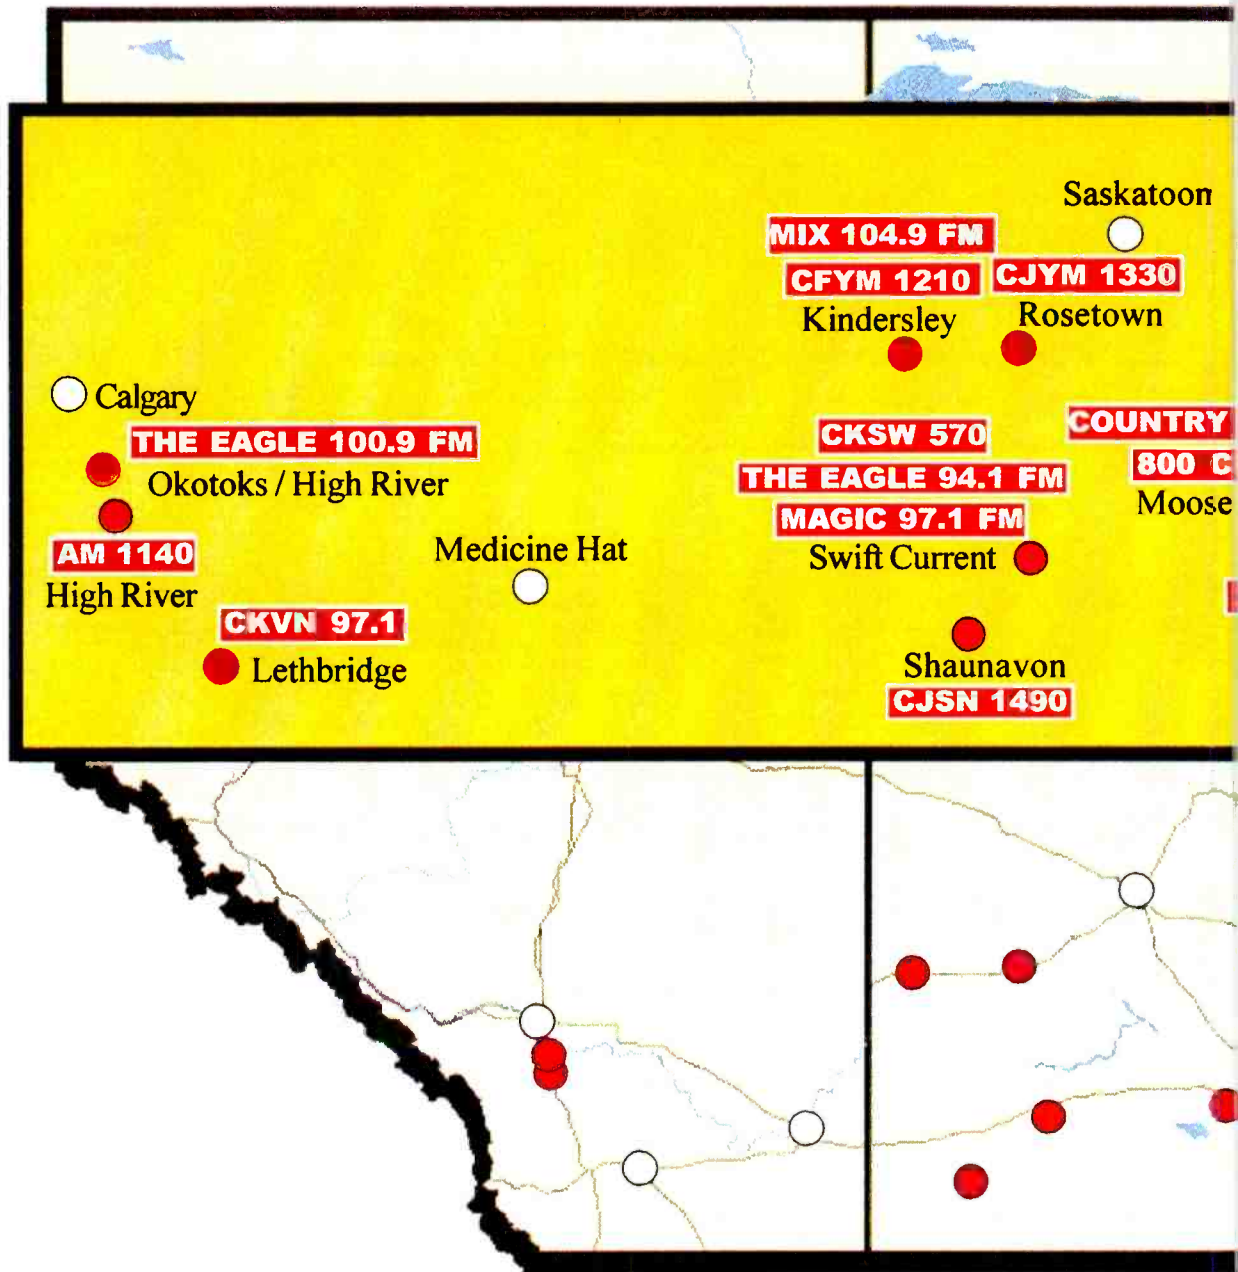 Saskatoon
MIX 104.9 FM
CFYM 1210
CJYM 1330
Kindersley
Rosetown
Calgary
THE EAGLE 100.9 FM
Okotoks / High River
AM 1140
High River
CKVN 97.1
Lethbridge
Medicine Hat
CKSW 570
THE EAGLE 94.1 FM
MAGIC 97.1 FM
Swift Current
COUNTRY
800 C
Moose
Shaunavon
CJSN 1490